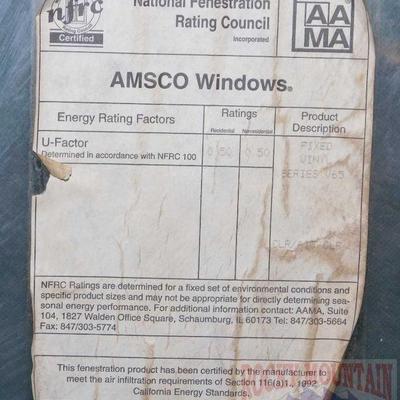 nfrc
Certified
National Fenestration
Rating Council
Incorporated
AA
MA
AMSCO Windows®
Energy Rating Factors
Ratings
Residential Nonresidential
Product
Description
U-Factor
Determined in accordance with NFRC 100
0.50 0.50
FIXED
VINYL
SERIES V65
NFRC Ratings are determined for a fixed set of environmental conditions and
specific product sizes and may not be appropriate for directly determining sea-
sonal energy performance. For additional information contact: AAMA, Suite
104, 1827 Walden Office Square, Schaumburg, IL 60173 Tel: 847/303-5664
Fax: 847/303-5774
This fenestration product has been certified by the manufacturer to
meet the air infiltration requirements of Section 116(a)1., 1992
California Energy Standards.
ROCKY MOUNTAIN